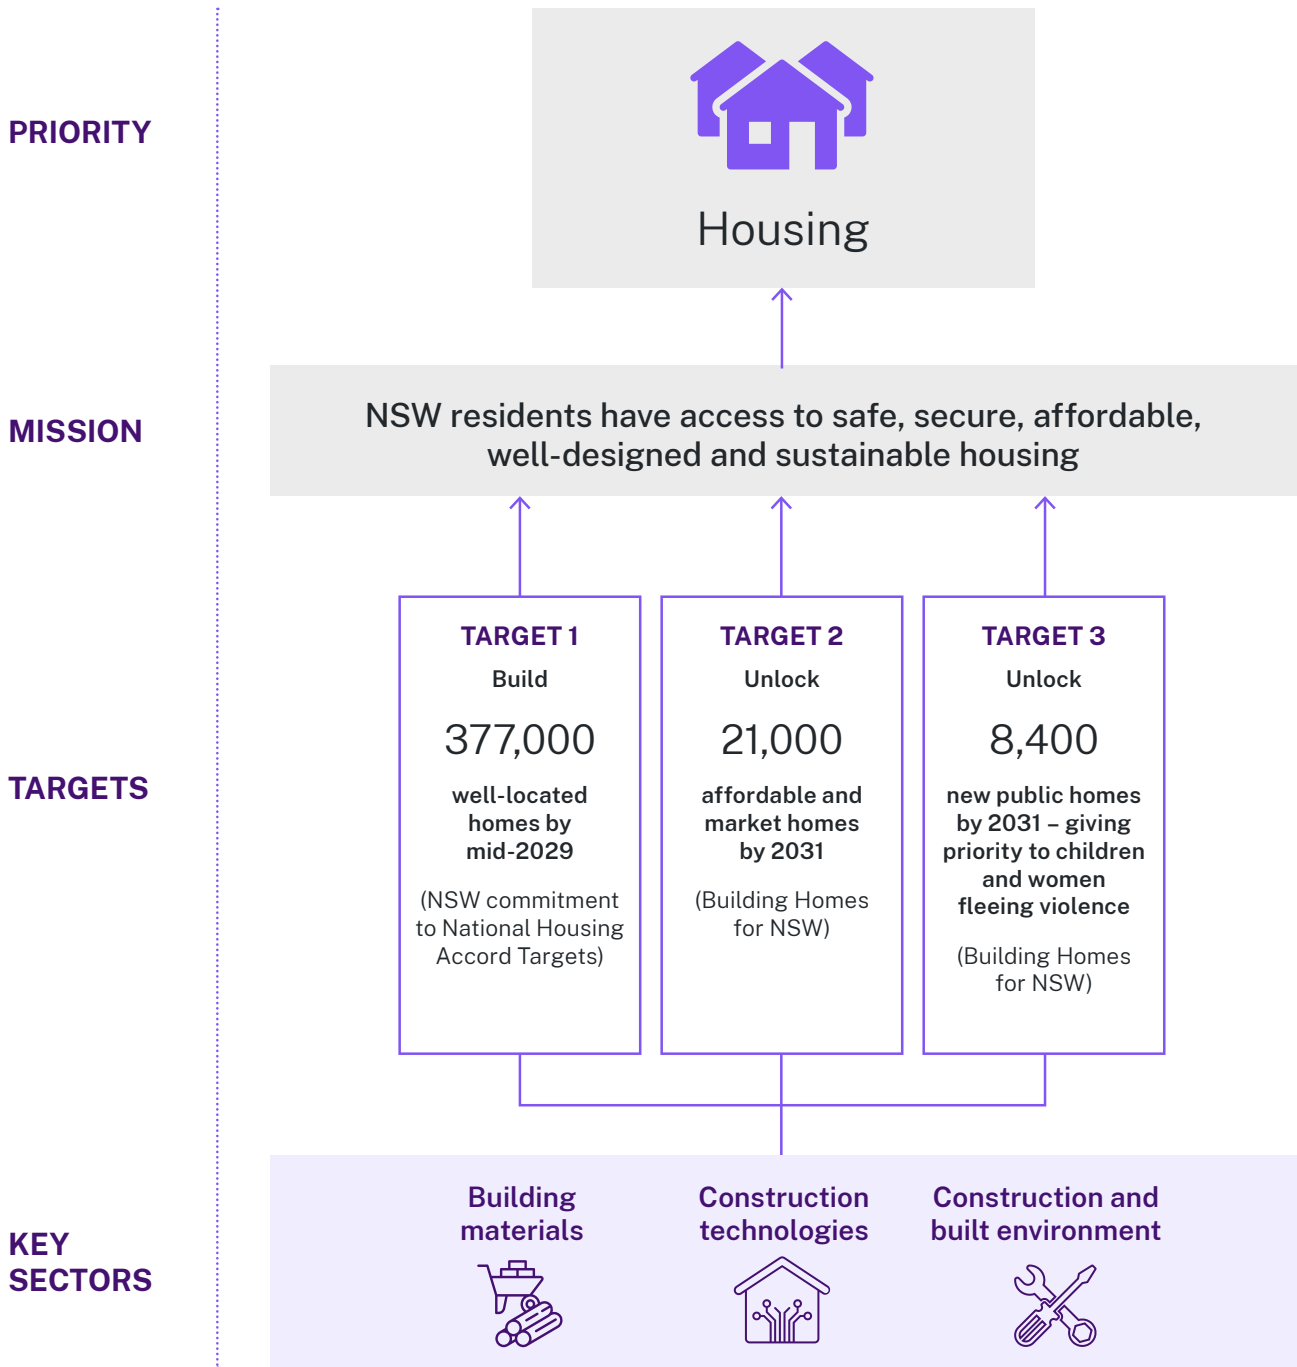 PRIORITY
Housing
MISSION
NSW residents have access to safe, secure, affordable,
well-designed and sustainable housing
TARGETS
TARGET 1
Build
377,000
well-located
homes by
mid-2029
(NSW commitment
to National Housing
Accord Targets)
TARGET 2
Unlock
21,000
affordable and
market homes
by 2031
(Building Homes
for NSW)
TARGET 3
Unlock
8,400
new public homes
by 2031 – giving
priority to children
and women
fleeing violence
(Building Homes
for NSW)
KEY
SECTORS
Building
materials
Construction
technologies
Construction and
built environment